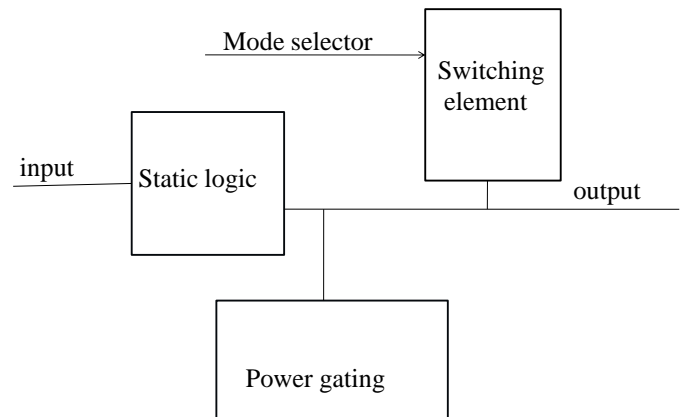 Mode selector
Switching
element
input
Static logic
output
Power gating